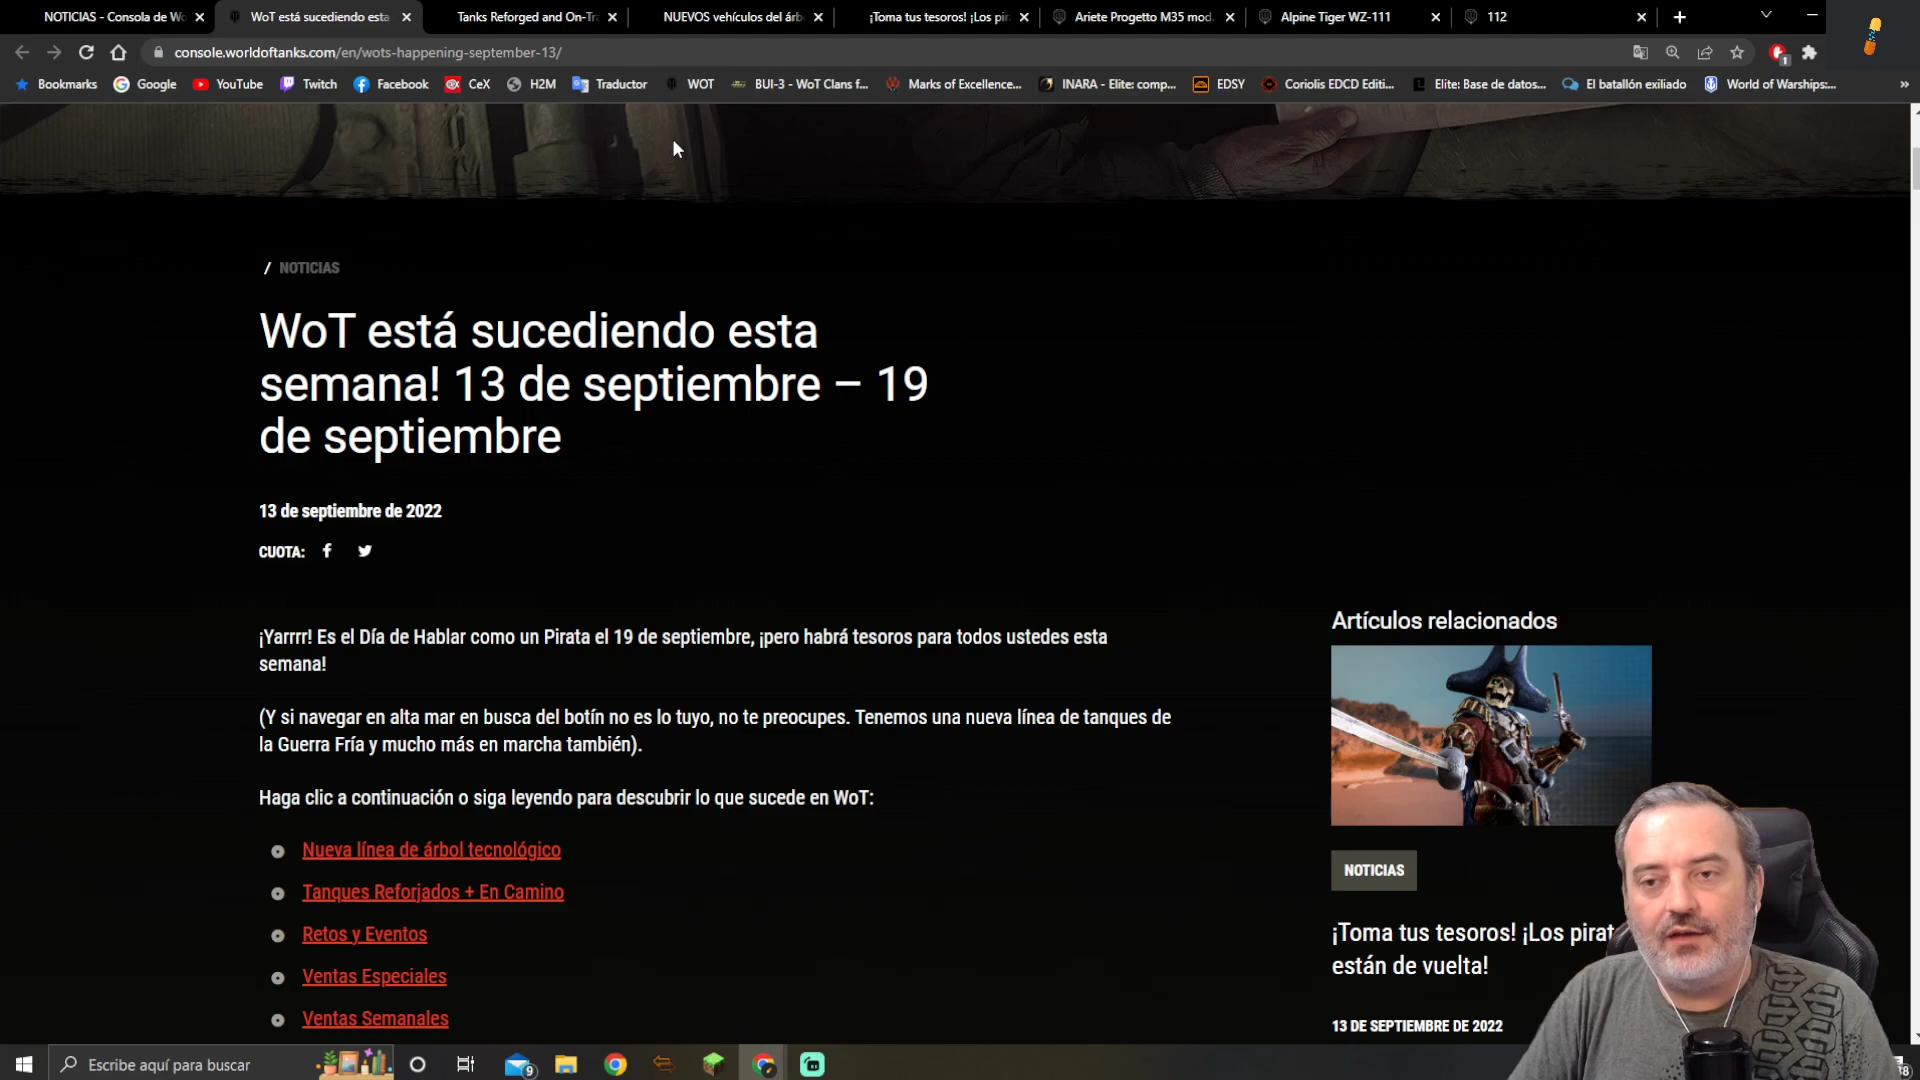 NOTICIAS - Consola de Wo
WoT está sucediendo esta
Tanks Reforged and On-Tra
NUEVOS vehículos del árb
¡Toma tus tesoros! ¡Los pir
Ariete Progetto M35 mod.
Alpine Tiger WZ-111
112
console.worldoftanks.com/en/wots-happening-september-13/
1
Bookmarks
Google
YouTube
Twitch
Facebook
CeX
H2M
Traductor
WOT
BUI-3 - WoT Clans f...
Marks of Excellence...
INARA - Elite: comp...
EDSY
Coriolis EDCD Editi...
Elite: Base de datos...
El batallón exiliado
World of Warships:...
»
/ NOTICIAS
WoT está sucediendo esta
semana! 13 de septiembre – 19
de septiembre
13 de septiembre de 2022
CUOTA:
¡Yarrrr! Es el Día de Hablar como un Pirata el 19 de septiembre, ¡pero habrá tesoros para todos ustedes esta
semana!
(Y si navegar en alta mar en busca del botín no es lo tuyo, no te preocupes. Tenemos una nueva línea de tanques de
la Guerra Fría y mucho más en marcha también).
Haga clic a continuación o siga leyendo para descubrir lo que sucede en WoT:
Nueva línea de árbol tecnológico
Tanques Reforjados + En Camino
Retos y Eventos
Ventas Especiales
Ventas Semanales
Artículos relacionados
NOTICIAS
¡Toma tus tesoros! ¡Los pirat
están de vuelta!
13 DE SEPTIEMBRE DE 2022
Escribe aquí para buscar
9